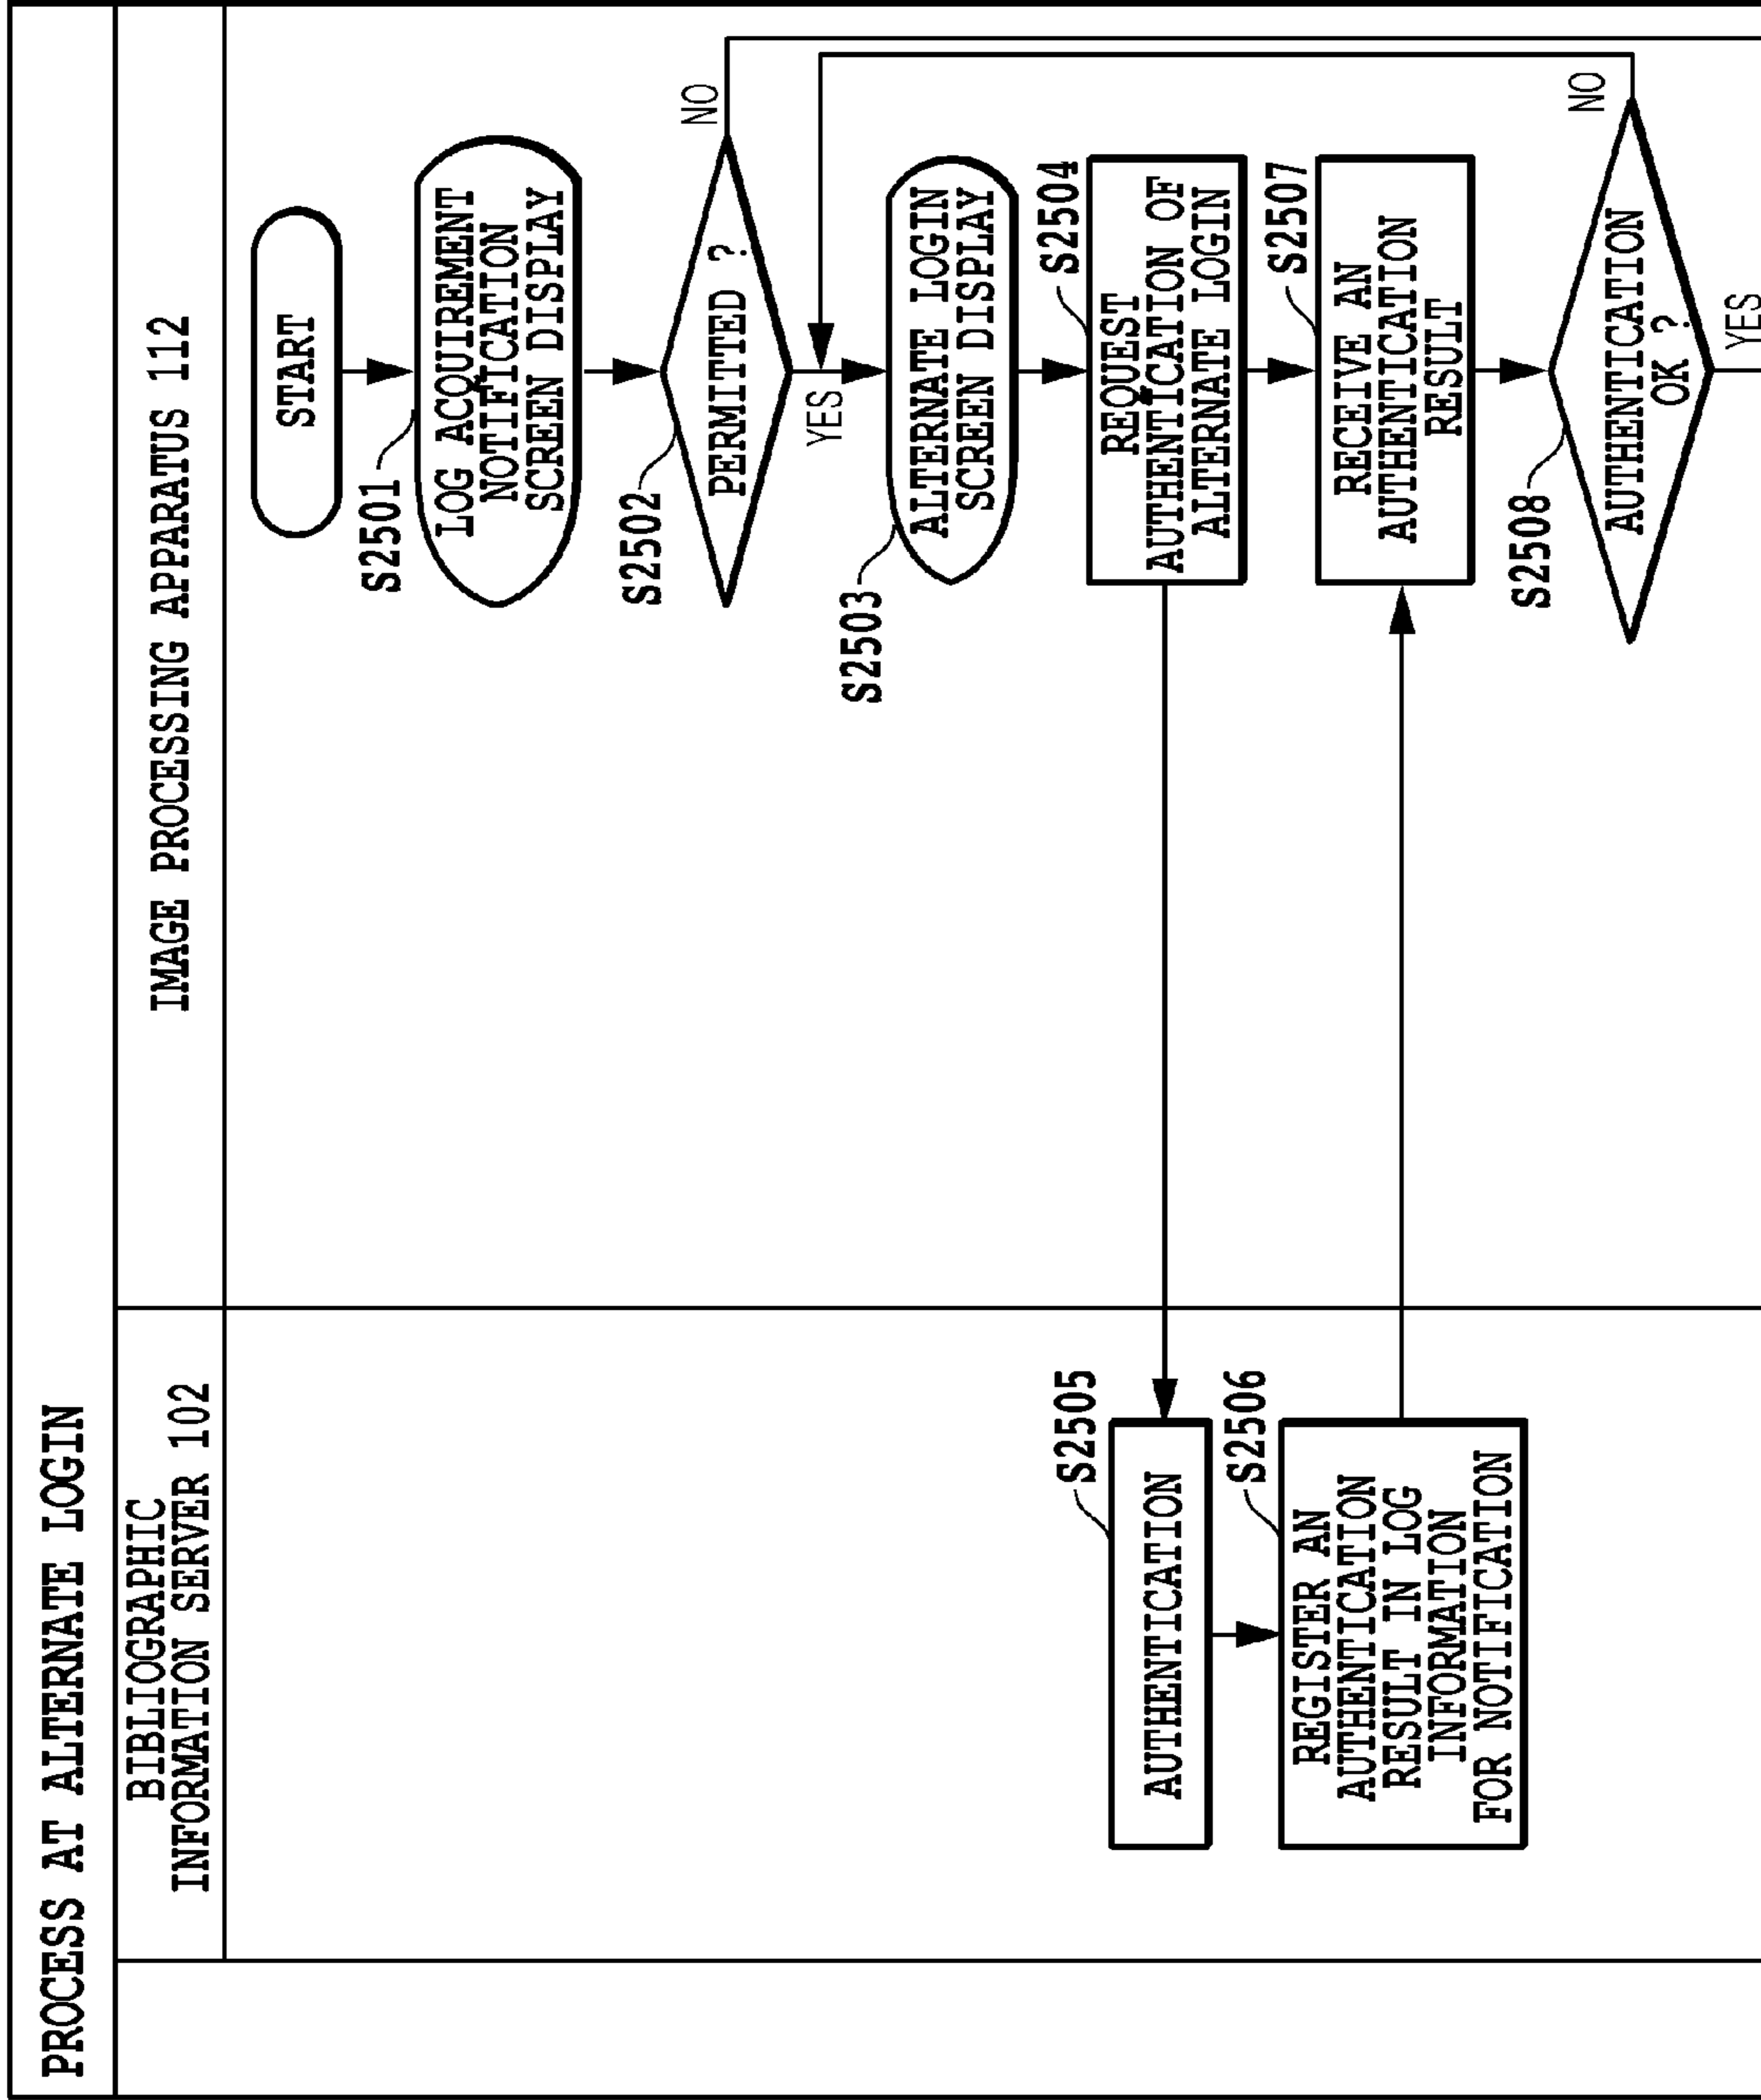 PROCESS AT ALTERNATE LOGIN
BIBLIOGRAPHIC
INFORMATION SERVER 102
IMAGE PROCESSING APPARATUS 112
START
S2501
LOG ACQUIREMENT
NOTIFICATION
SCREEN DISPLAY
S2502
PERMITTED ?
NO
YES
S2503
ALTERNATE LOGIN
SCREEN DISPLAY
S2504
REQUEST
AUTHENTICATION OF
ALTERNATE LOGIN
S2505
AUTHENTICATION
S2506
REGISTER AN
AUTHENTICATION
RESULT IN LOG
INFORMATION
FOR NOTIFICATION
S2507
RECEIVE AN
AUTHENTICATION
RESULT
S2508
AUTHENTICATION
OK ?
NO
YES